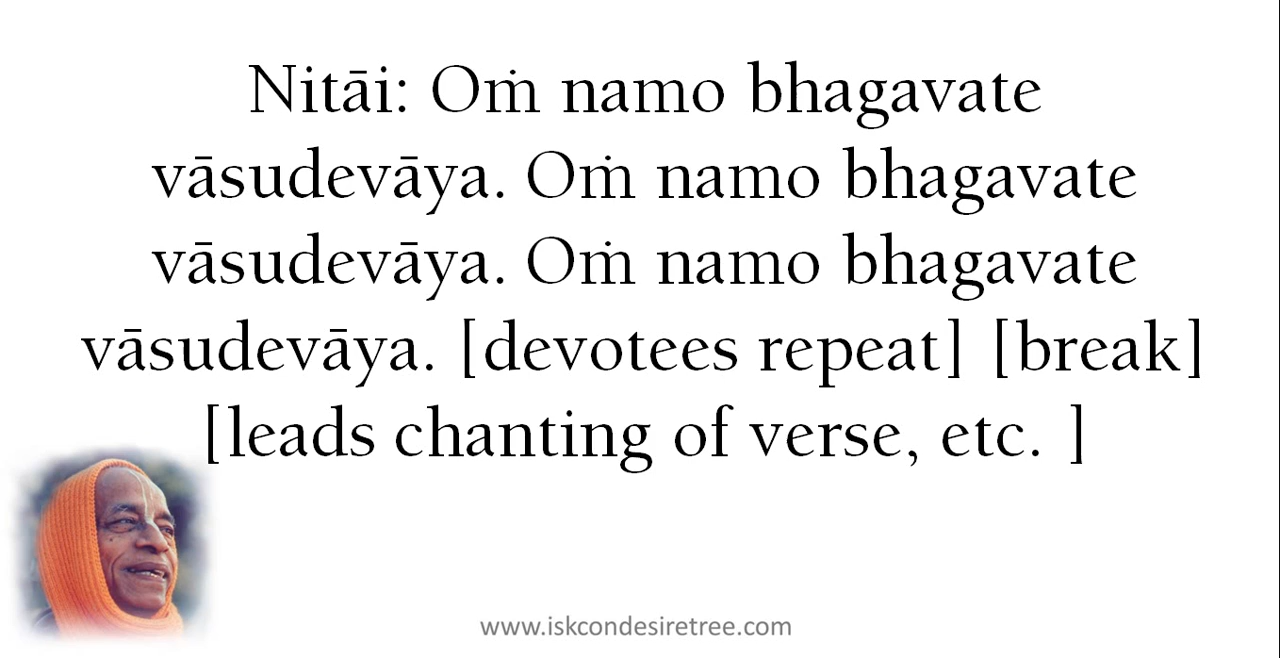 Nitāi: Oṁ namo bhagavate
vāsudevāya. Oṁ namo bhagavate
vāsudevāya. Oṁ namo bhagavate
vāsudevāya. [devotees repeat] [break]
[leads chanting of verse, etc. ]
www.iskcondesiretree.com